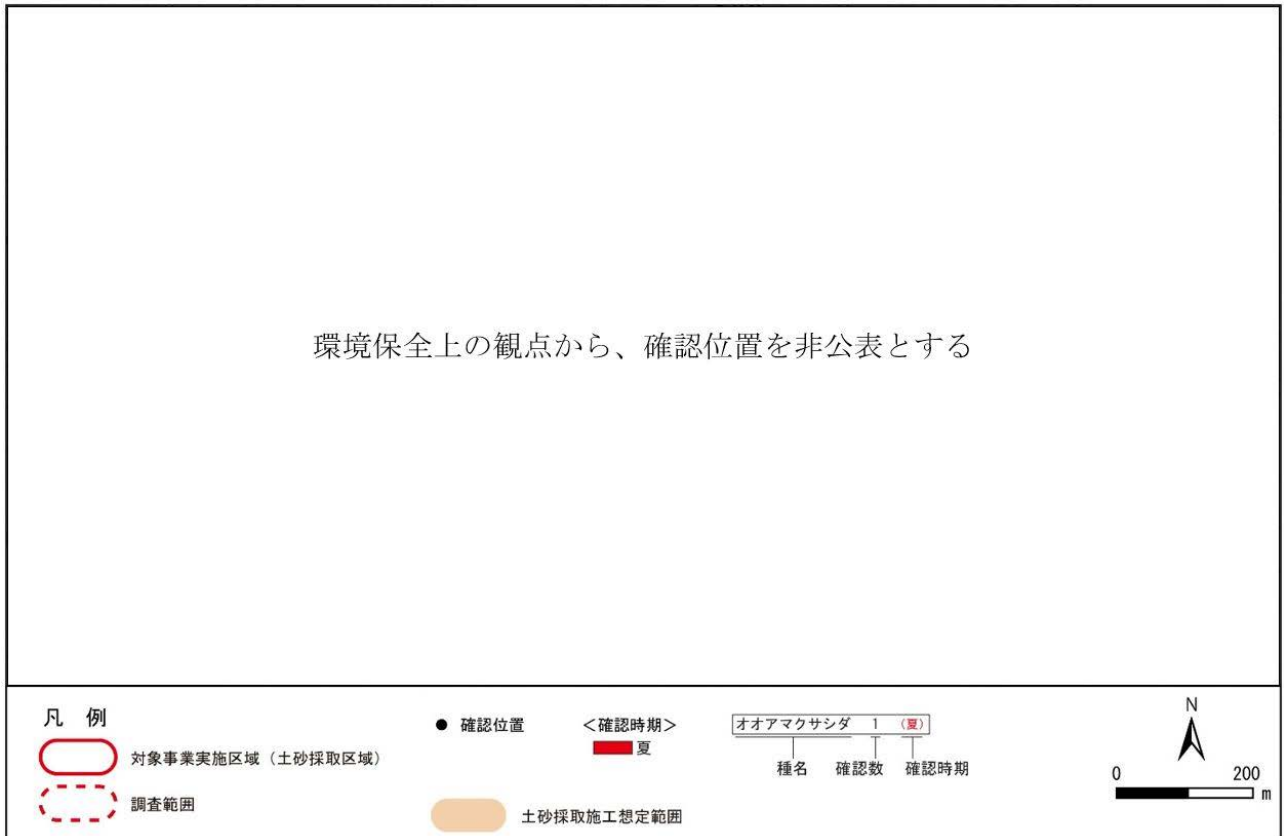 環境保全上の観点から、確認位置を非公表とする
凡 例
対象事業実施区域（土砂採取区域）
調査範囲
● 確認位置
＜確認時期＞
夏
土砂採取施工想定範囲
オオアマクサシダ 1 （夏）
種名 確認数 確認時期
N
0 200
m